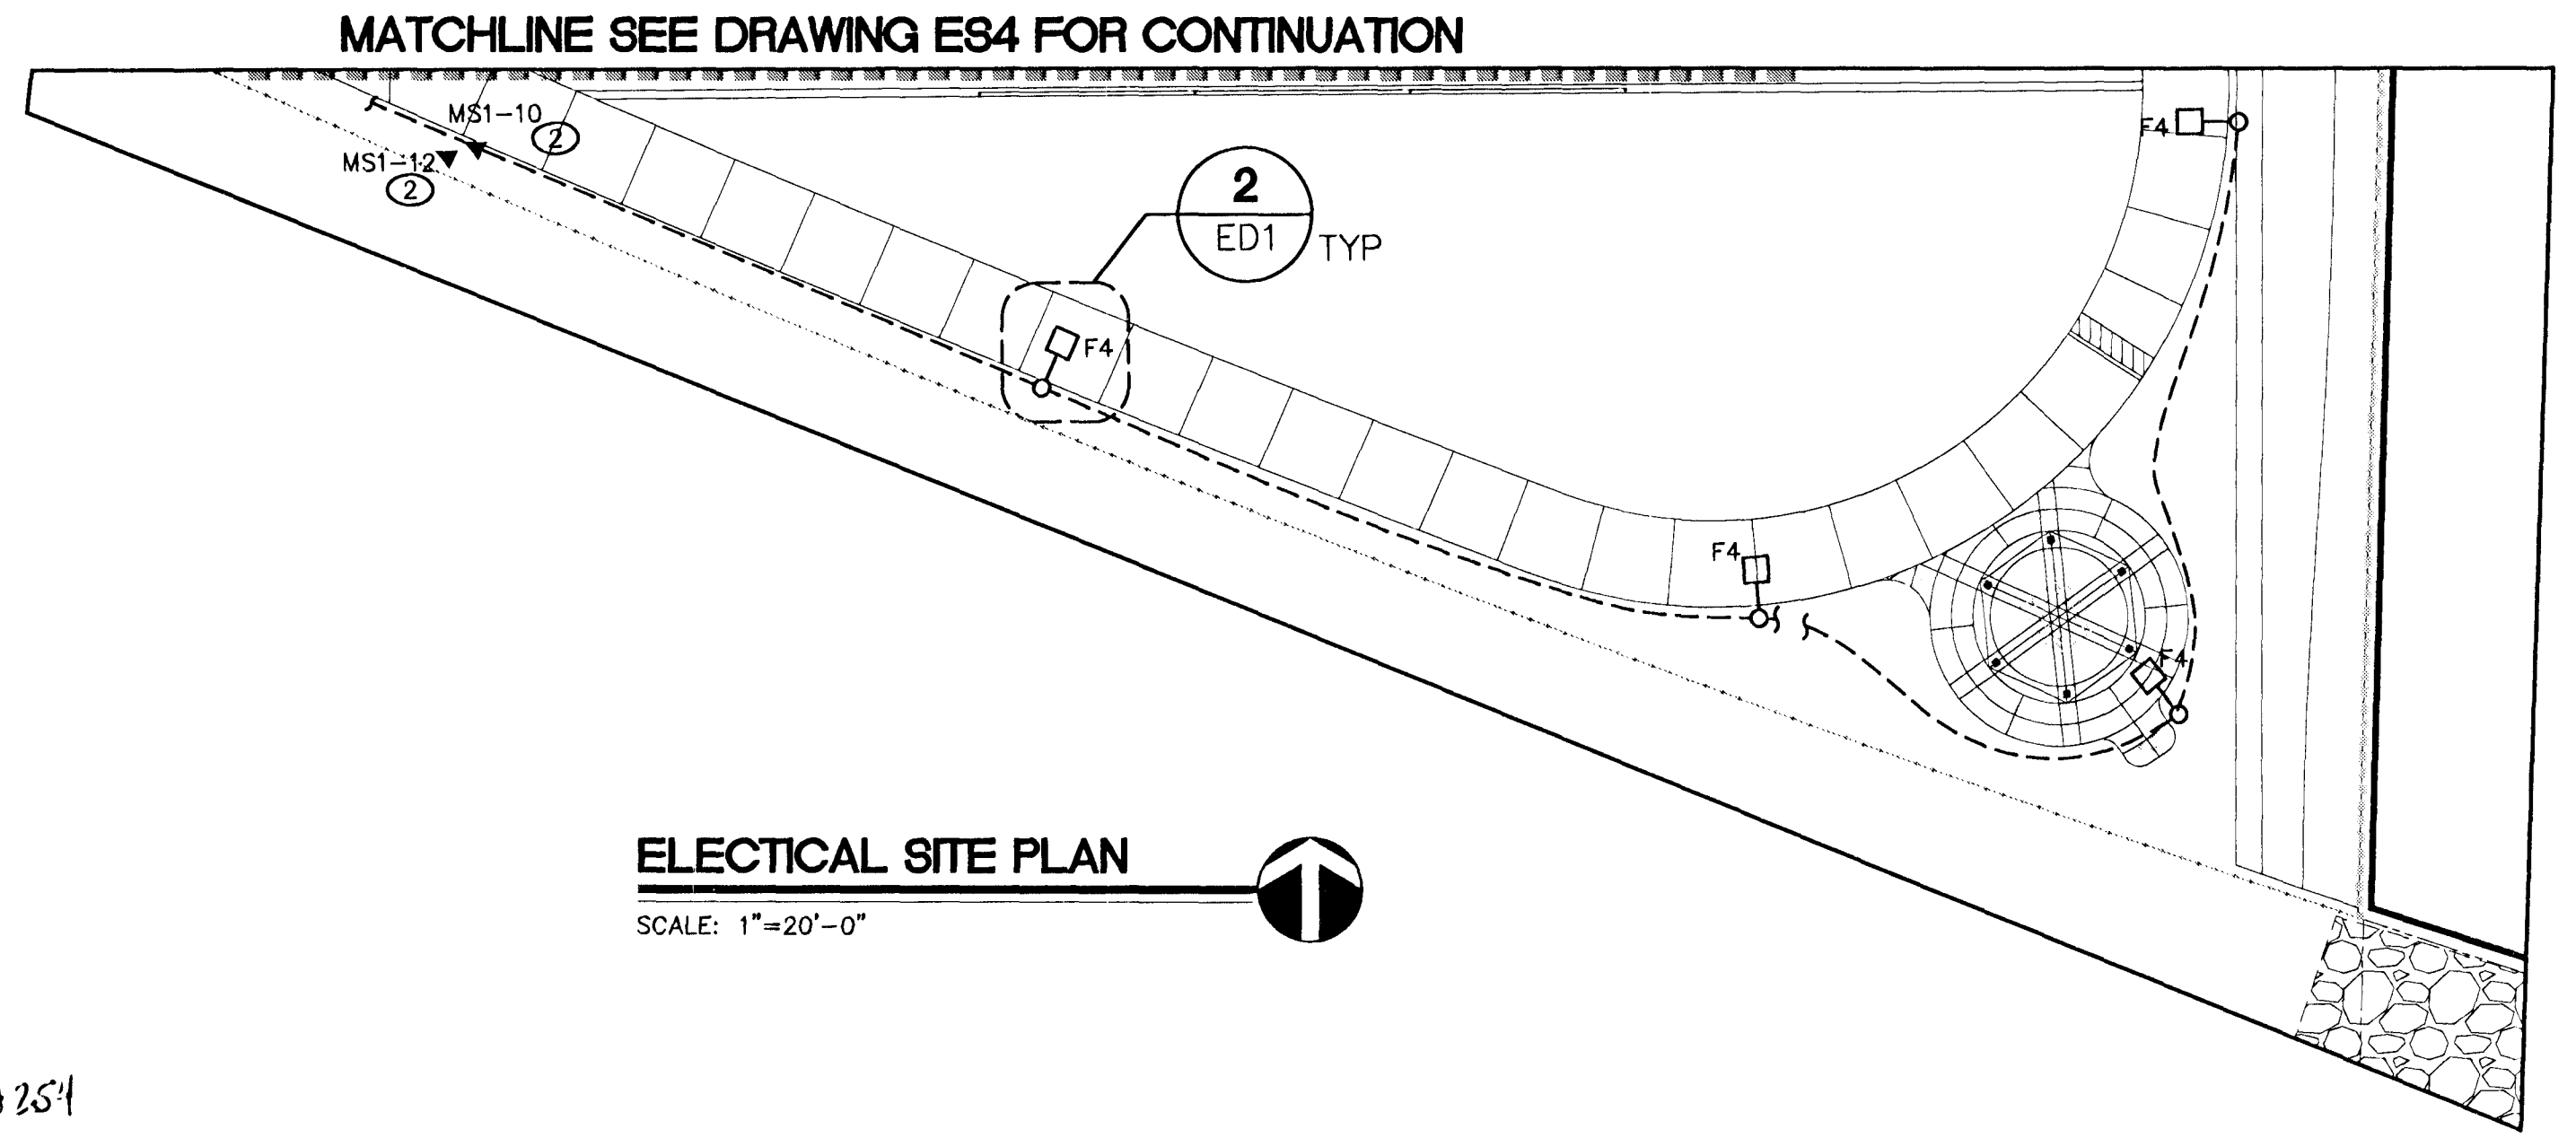 MATCHLINE SEE DRAWING ES4 FOR CONTINUATION
MS1-10
2
MS1-12
2
F4
2
ED1
TYP
F4
F4
F4
ELECTICAL SITE PLAN
SCALE: 1"=20'-0"
254